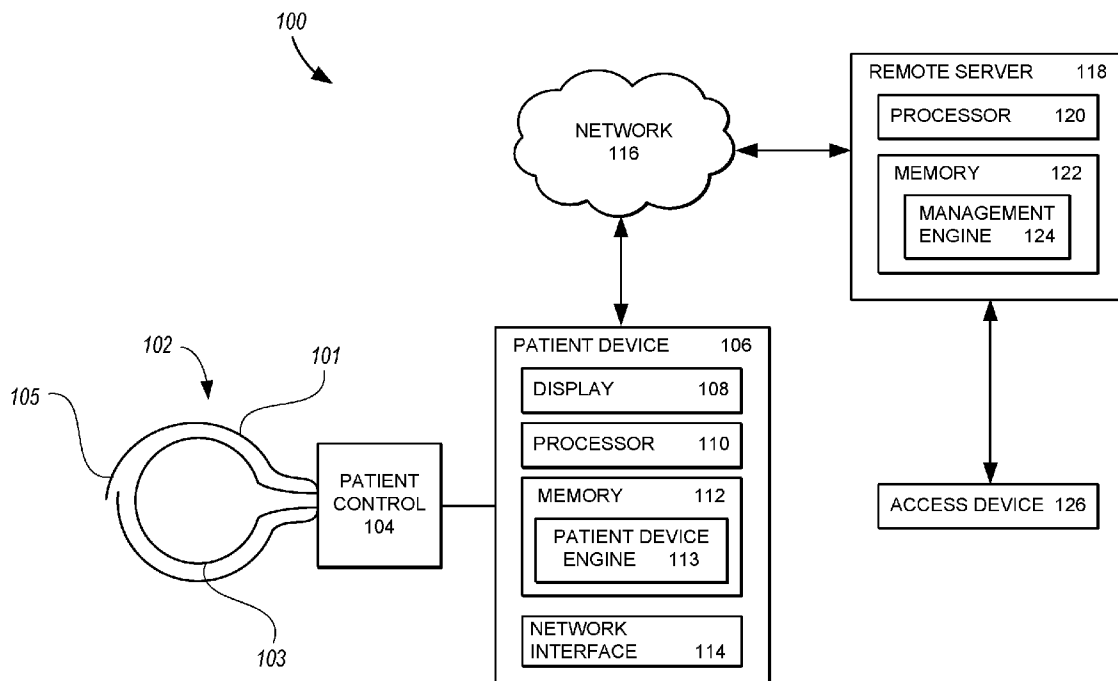 100
REMOTE SERVER 118
PROCESSOR 120
MEMORY 122
MANAGEMENT
ENGINE 124
NETWORK
116
PATIENT DEVICE 106
DISPLAY 108
PROCESSOR 110
MEMORY 112
PATIENT DEVICE
ENGINE 113
NETWORK
INTERFACE 114
102
101
105
PATIENT
CONTROL
104
103
ACCESS DEVICE 126